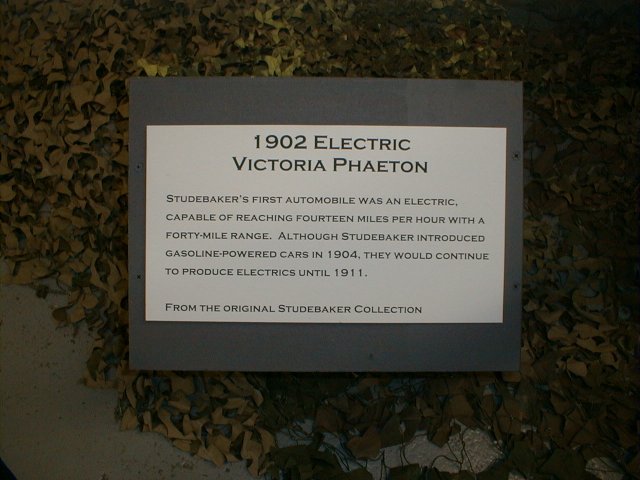 1902 Electric
Victoria Phaeton
Studebaker's first automobile was an electric,
capable of reaching fourteen miles per hour with a
forty-mile range. Although Studebaker introduced
gasoline-powered cars in 1904, they would continue
to produce electrics until 1911.
From the original Studebaker Collection